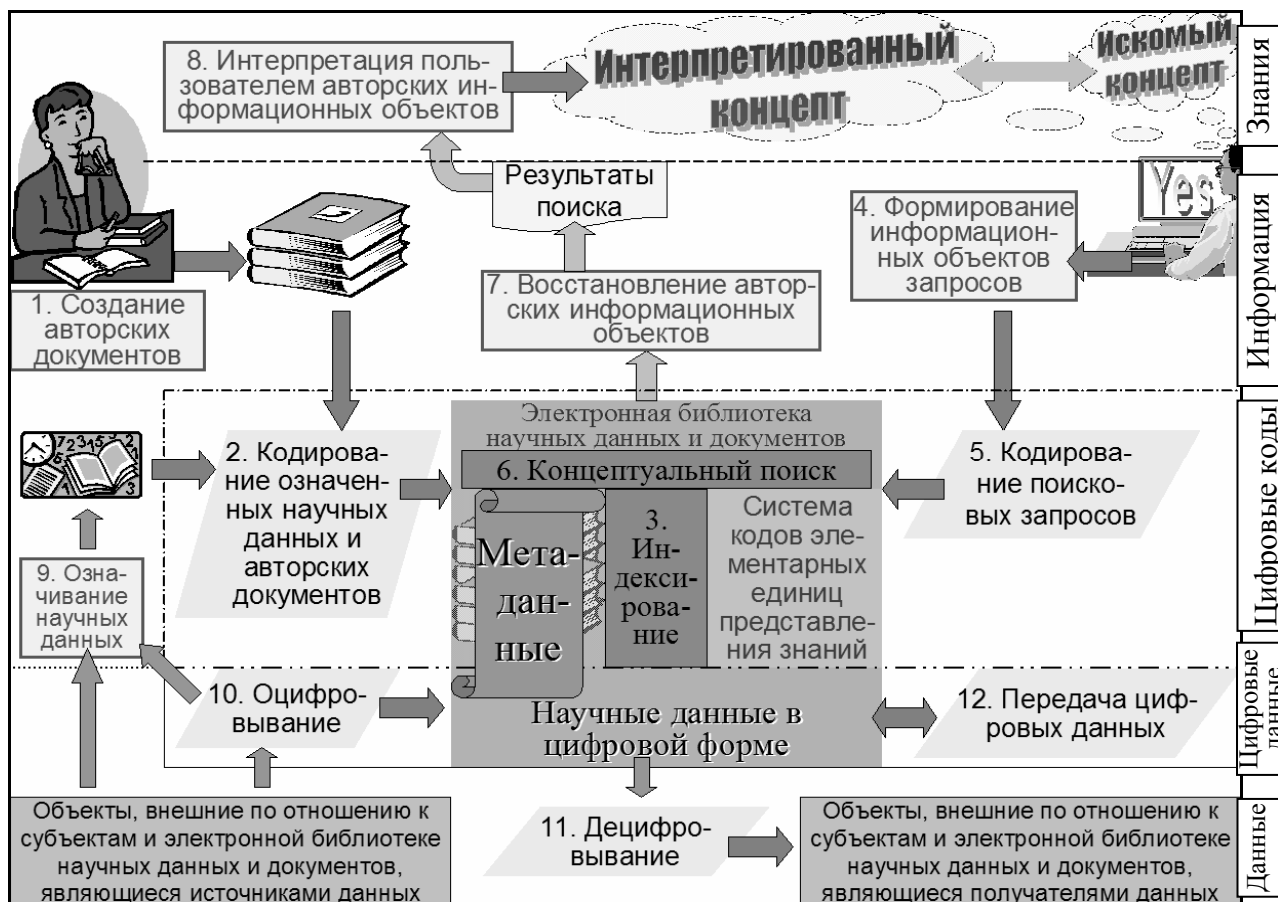 8. Интерпретация поль-
зователем авторских ин-
формационных объектов
Интерпретированный
концепт
Искомый
концепт
Знания
Результаты
поиска
Yes
4. Формирование
информацион-
ных объектов
запросов
7. Восстановление автор-
ских информационных
объектов
1. Создание
авторских
документов
Информация
Электронная библиотека
научных данных и документов
2. Кодирова-
ние означен-
ных научных
данных и
авторских
документов
6. Концептуальный поиск
5. Кодирова-
ние поиско-
вых запросов
Мета-
дан-
ные
3.
Ин-
декси-
рова-
ние
Система
кодов эле-
ментарных
единиц
представле-
ния знаний
Цифровые коды
9. Озна-
чивание
научных
данных
10. Оцифро-
вывание
Научные данные в
цифровой форме
12. Передача циф-
ровых данных
Цифровые
данные
Объекты, внешние по отношению к
субъектам и электронной библиотеке
научных данных и документов,
являющиеся источниками данных
11. Децифро-
вывание
Объекты, внешние по отношению к
субъектам и электронной библиотеке
научных данных и документов,
являющиеся получателями данных
Данные